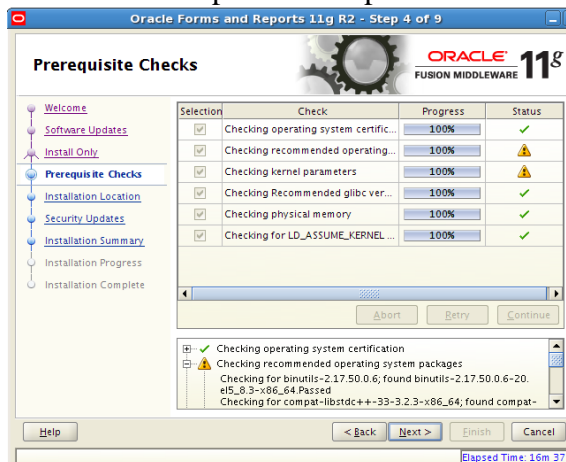 Oracle Forms and Reports 11g R2 - Step 4 of 9
Prerequisite Checks
ORACLE
FUSION MIDDLEWARE 11g
Welcome
Software Updates
Install Only
Prerequisite Checks
Installation Location
Security Updates
Installation Summary
Installation Progress
Installation Complete
Selection Check Progress Status
Checking operating system certific... 100%
Checking recommended operating... 100%
Checking kernel parameters 100%
Checking Recommended glibc ver... 100%
Checking physical memory 100%
Checking for LD_ASSUME_KERNEL ... 100%
Abort Retry Continue
Checking operating system certification
Checking recommended operating system packages
Checking for binutils-2.17.50.0.6; found binutils-2.17.50.0.6-20.
el5_8.3-x86_64.Passed
Checking for compat-libstdc++-33-3.2.3-x86_64; found compat-
Help < Back Next > Finish Cancel
Elapsed Time: 16m 37